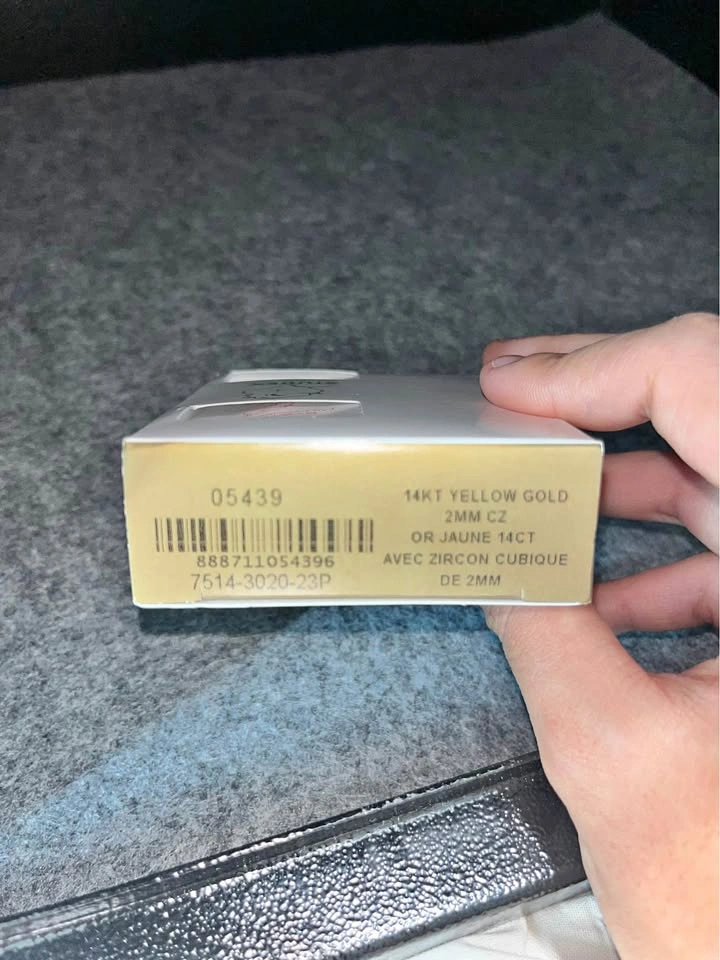 05439
888711054396
7514-3020-23P
14KT YELLOW GOLD
2MM CZ
OR JAUNE 14CT
AVEC ZIRCON CUBIQUE
DE 2MM